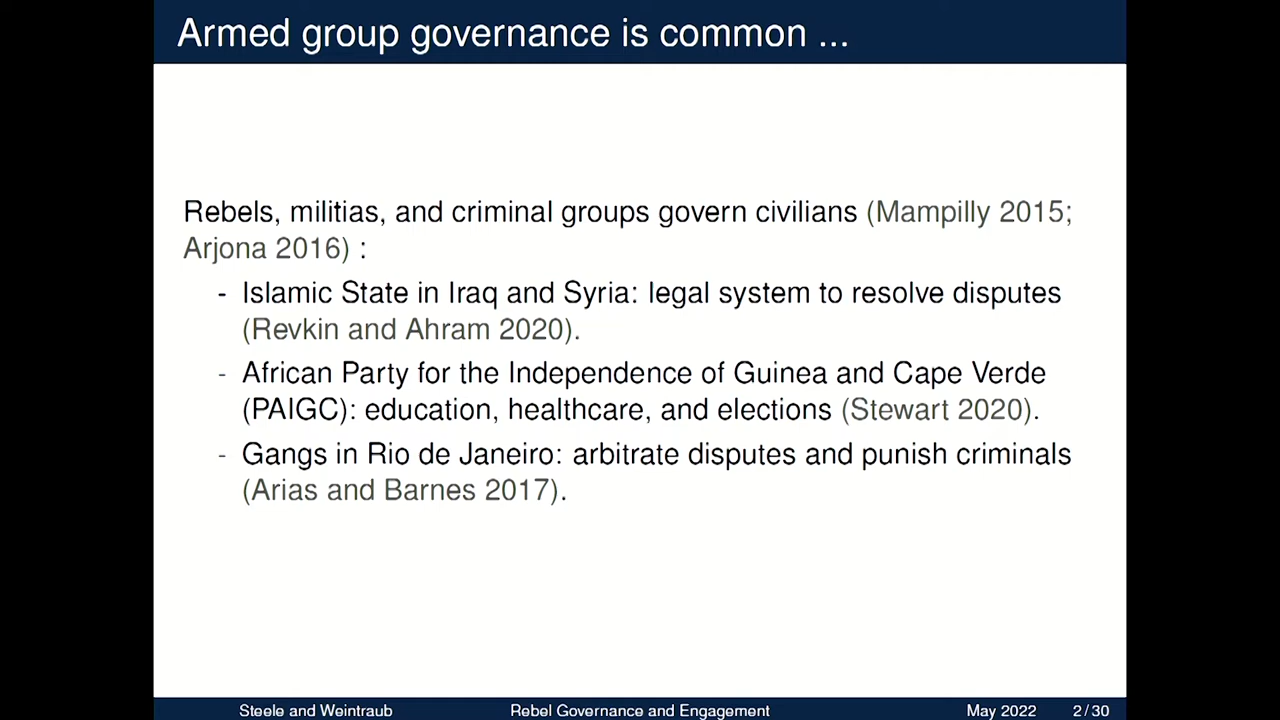 Armed group governance is common ...
Rebels, militias, and criminal groups govern civilians (Mampilly 2015;
Arjona 2016) :
- Islamic State in Iraq and Syria: legal system to resolve disputes
(Revkin and Ahram 2020).
- African Party for the Independence of Guinea and Cape Verde
(PAIGC): education, healthcare, and elections (Stewart 2020).
- Gangs in Rio de Janeiro: arbitrate disputes and punish criminals
(Arias and Barnes 2017).
Steele and Weintraub Rebel Governance and Engagement May 2022 2 / 30